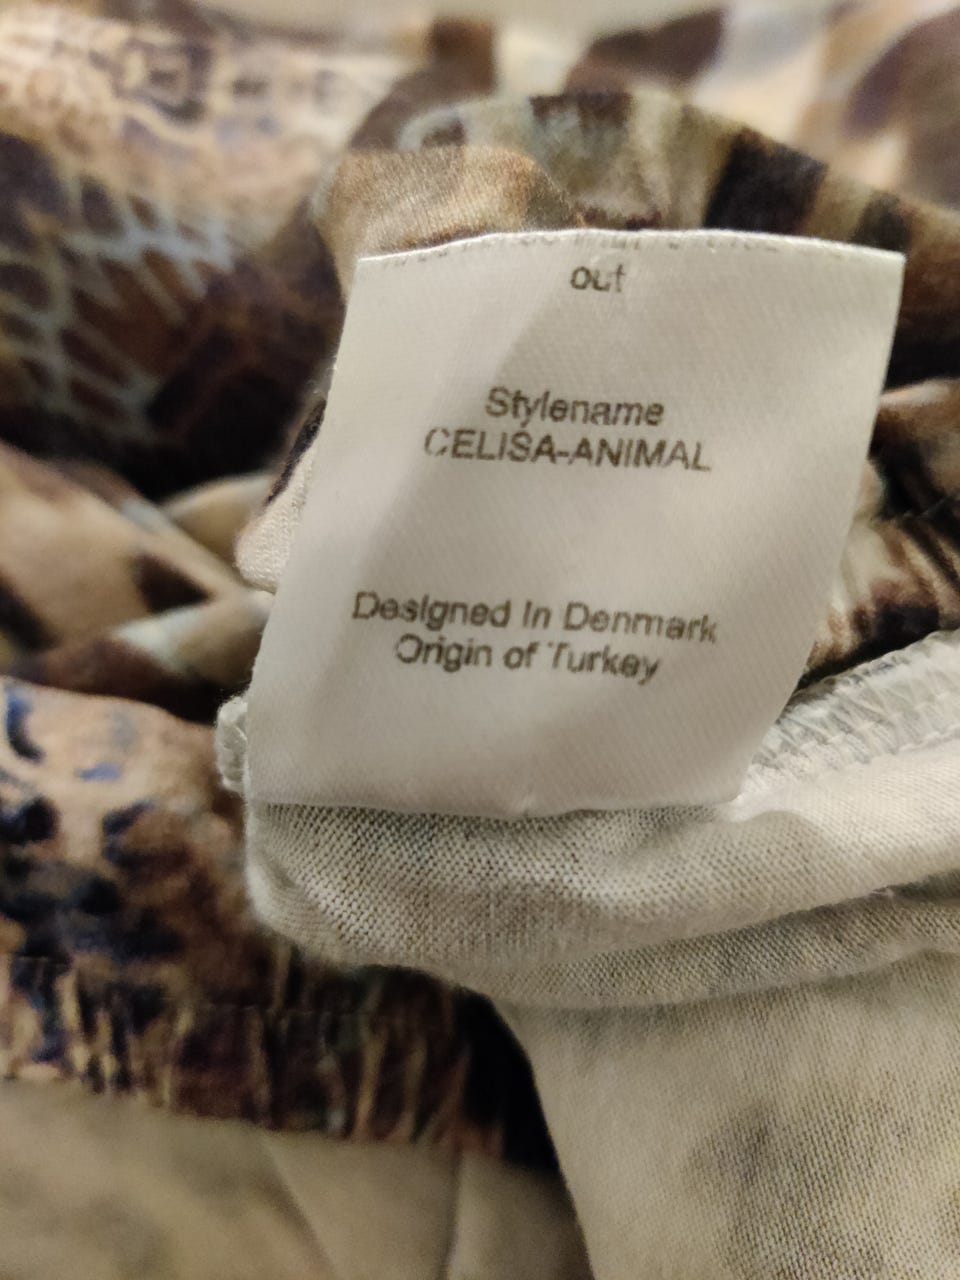 out
Stylename
CELISA-ANIMAL
Designed In Denmark
Origin of Turkey